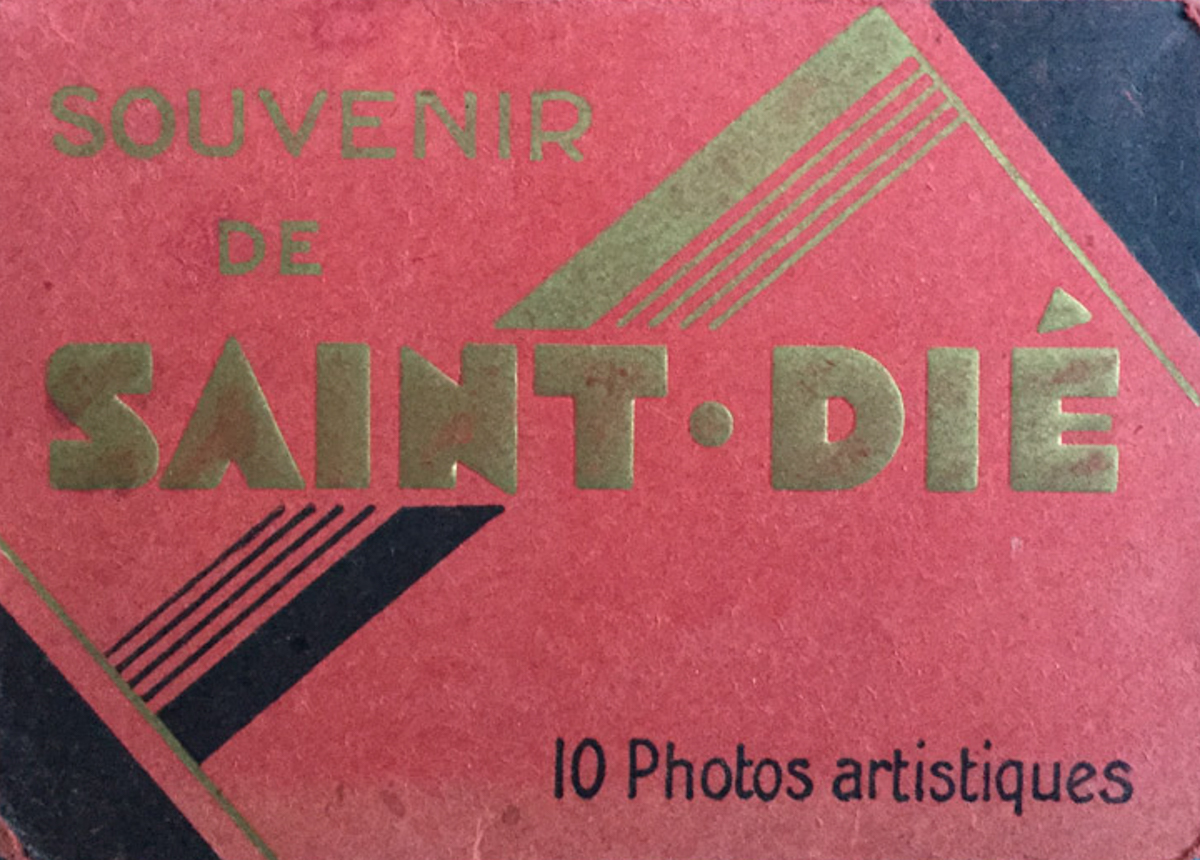 SOUVENIR
DE
SAINT·DIÉ
10 Photos artistiques